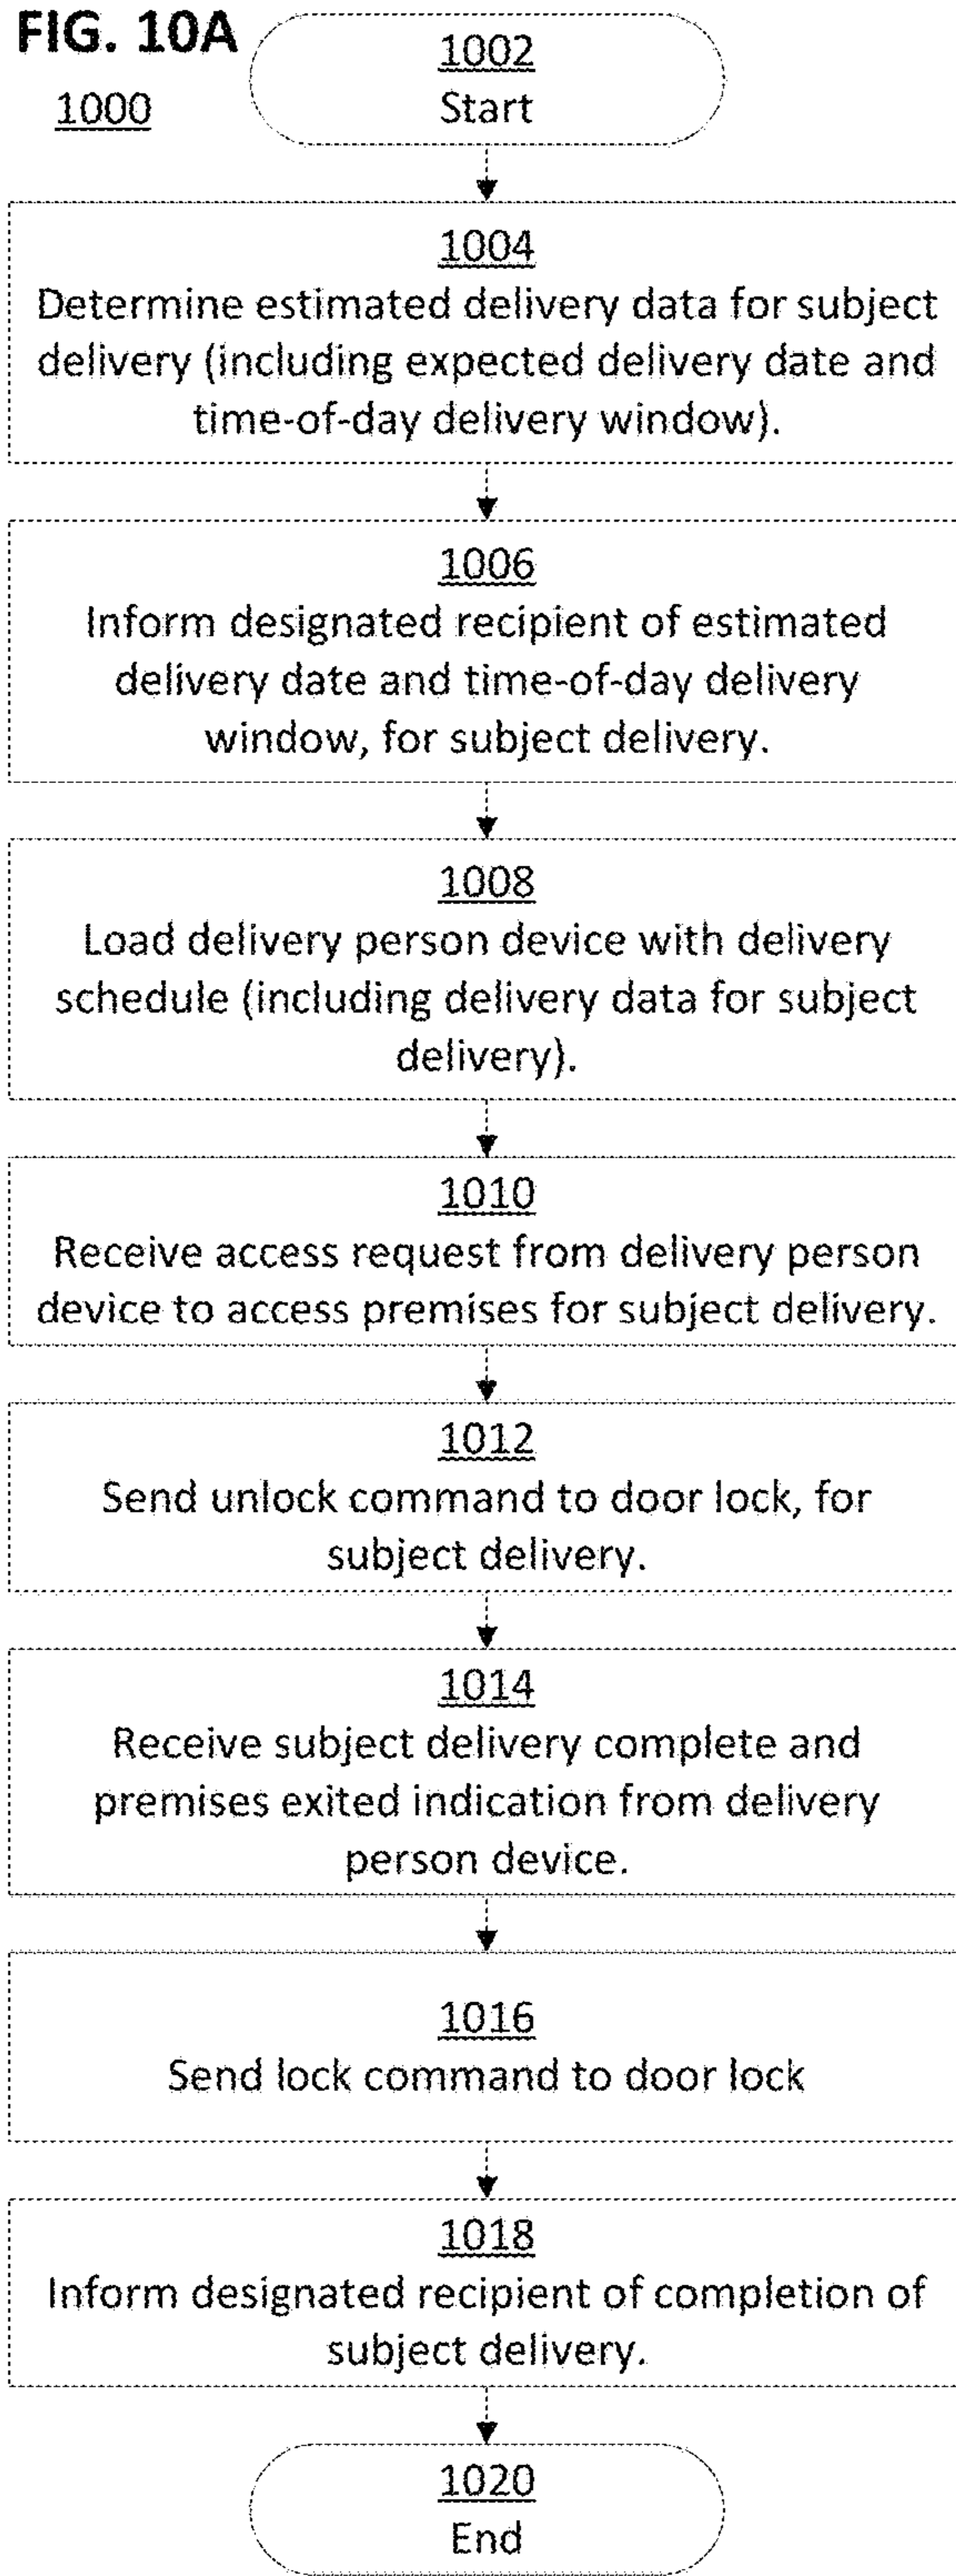 FIG. 10A
1000
1002
Start
1004
Determine estimated delivery data for subject
delivery (including expected delivery date and
time-of-day delivery window).
1006
Inform designated recipient of estimated
delivery date and time-of-day delivery
window, for subject delivery.
1008
Load delivery person device with delivery
schedule (including delivery data for subject
delivery).
1010
Receive access request from delivery person
device to access premises for subject delivery.
1012
Send unlock command to door lock, for
subject delivery.
1014
Receive subject delivery complete and
premises exited indication from delivery
person device.
1016
Send lock command to door lock
1018
Inform designated recipient of completion of
subject delivery.
1020
End